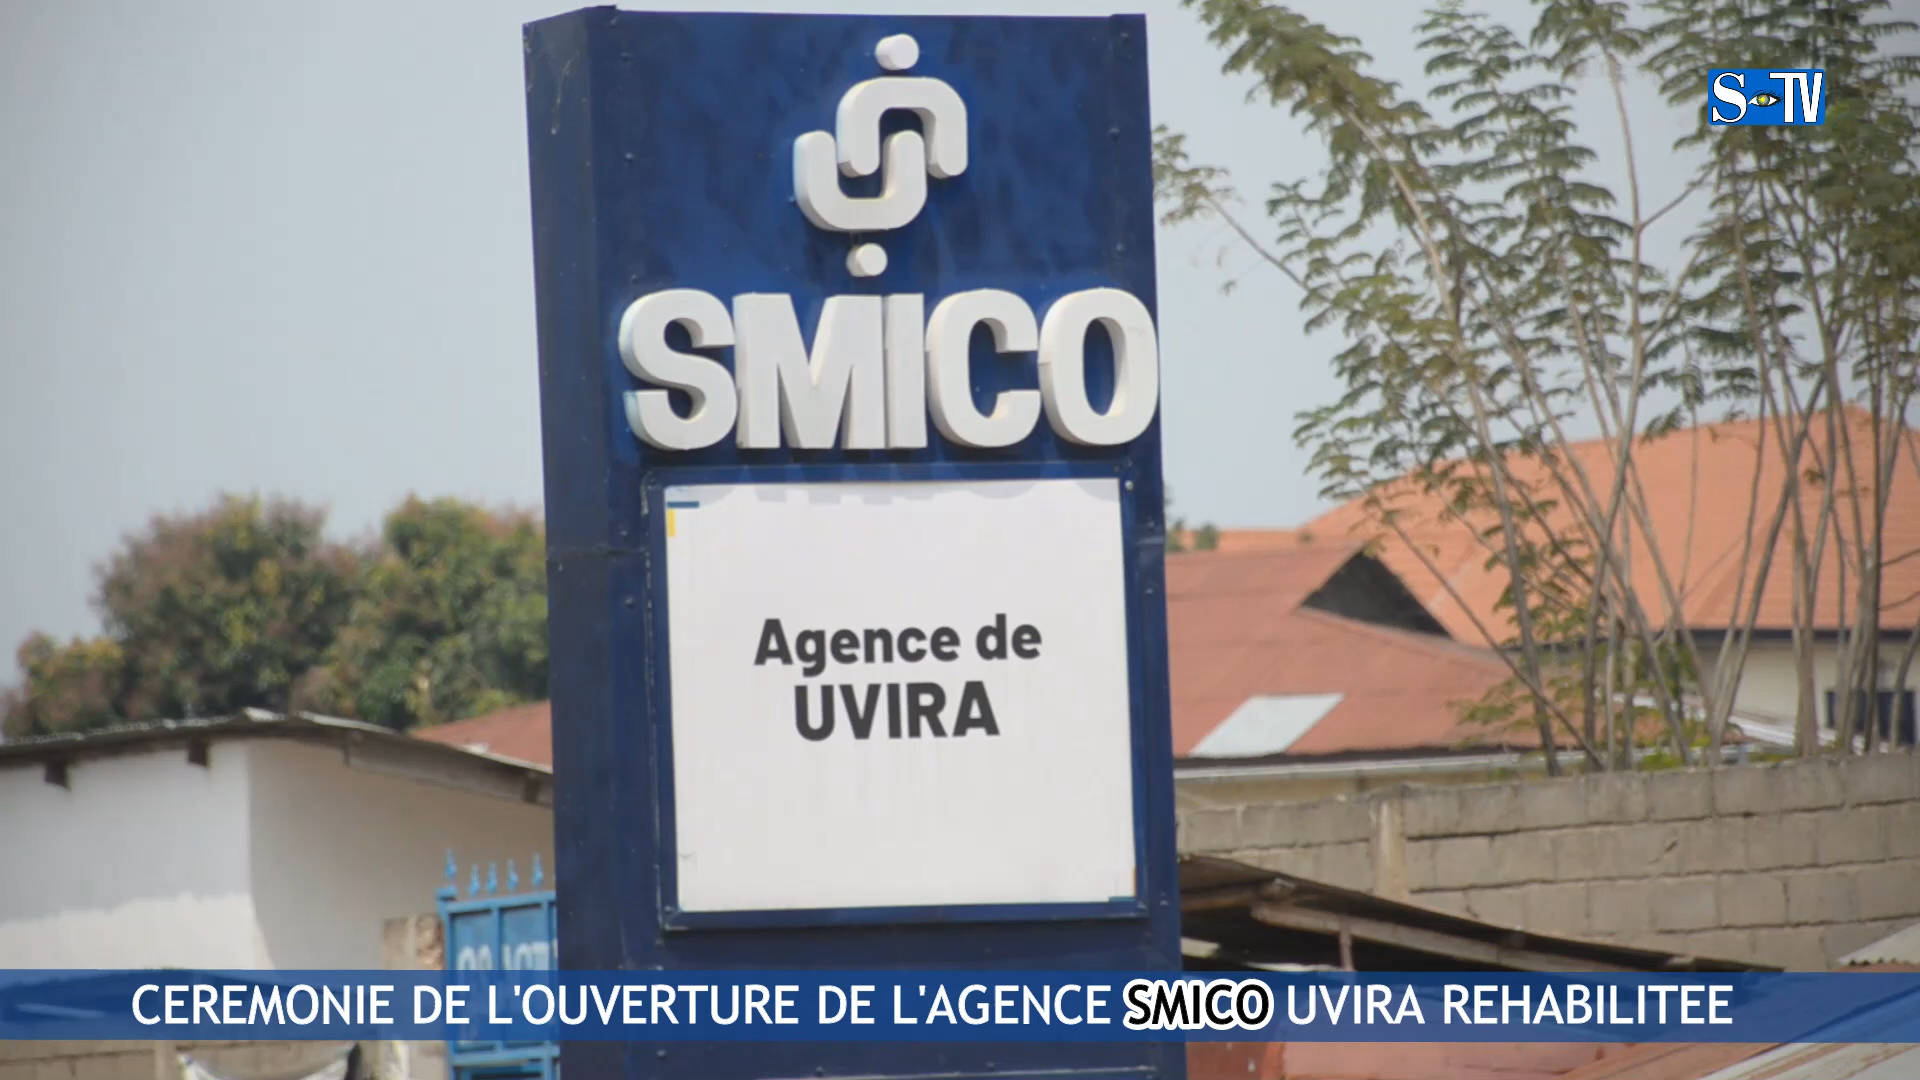 S TV
SMICO
Agence de
UVIRA
CEREMONIE DE L'OUVERTURE DE L'AGENCE SMICO UVIRA REHABILITEE